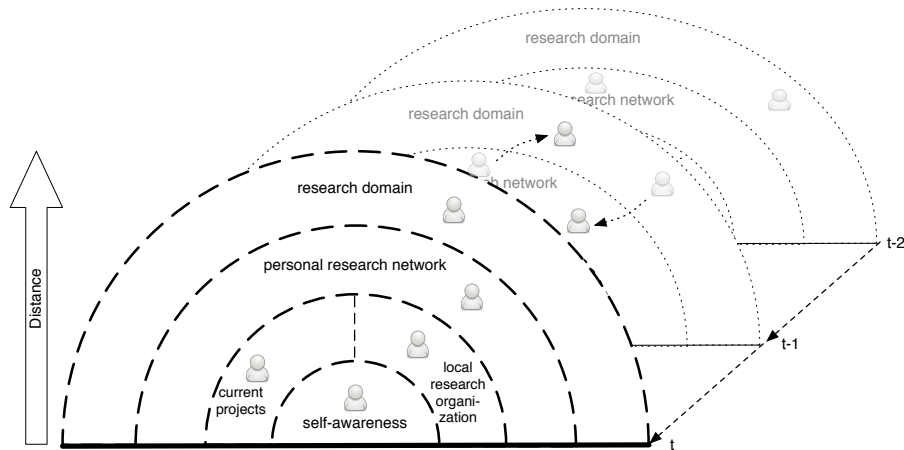 research domain
search network
research domain
ch network
research domain
personal research network
Distance
t-2
t-1
current
projects
local
research
organi-
zation
self-awareness
t